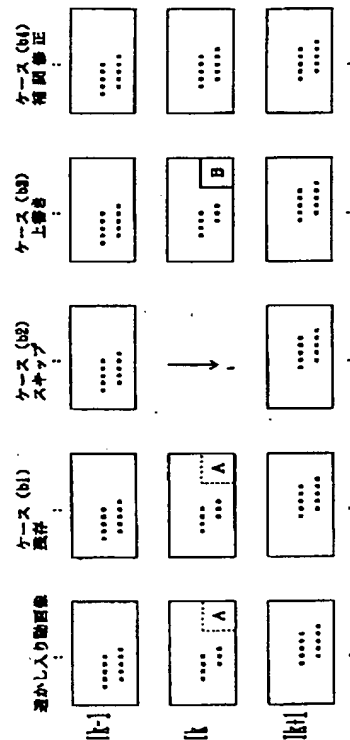 透かし入り動画像
ケース (b1)
残存
ケース (b2)
スキップ
ケース (b3)
上書き
ケース (b4)
補間修正
Ik-1
Ik
A
A
B
Ik+1